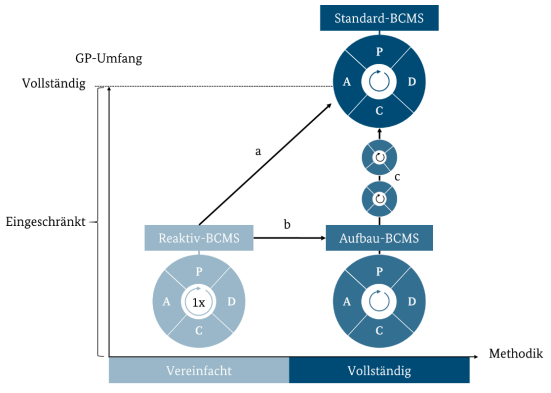 Standard-BCMS
GP-Umfang
P
Vollständig
A
D
C
a
c
Eingeschränkt
Reaktiv-BCMS
b
Aufbau-BCMS
P
P
A
1x
D
A
D
C
C
Methodik
Vereinfacht
Vollständig